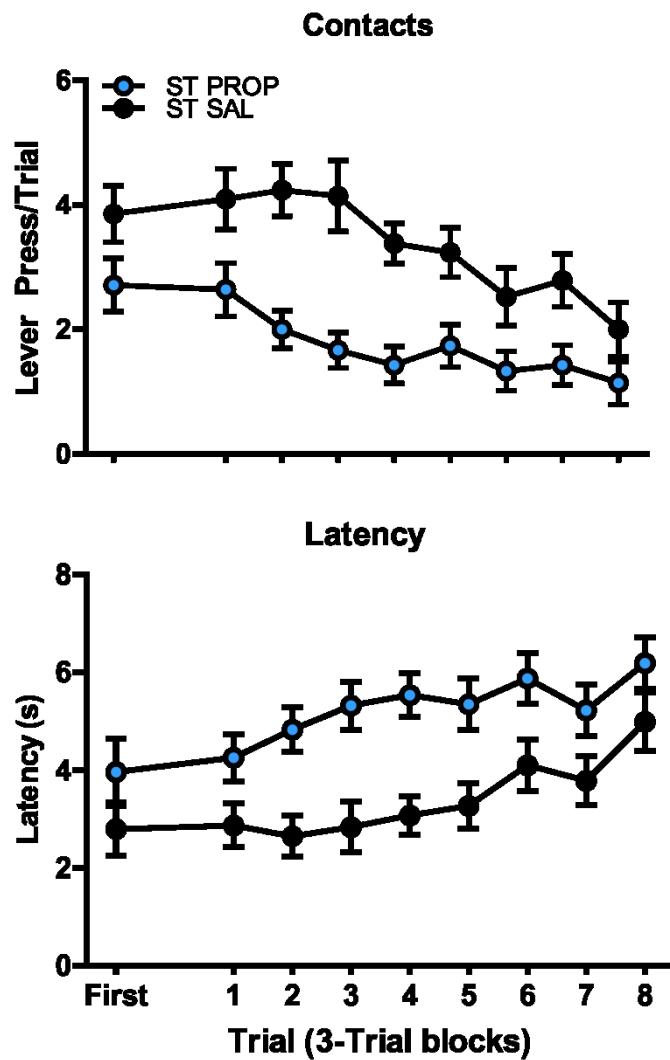 Contacts
6
ST PROP
ST SAL
4
2
0
Lever Press/Trial
Latency
8
6
4
2
0
Latency (s)
First 1 2 3 4 5 6 7 8
Trial (3-Trial blocks)